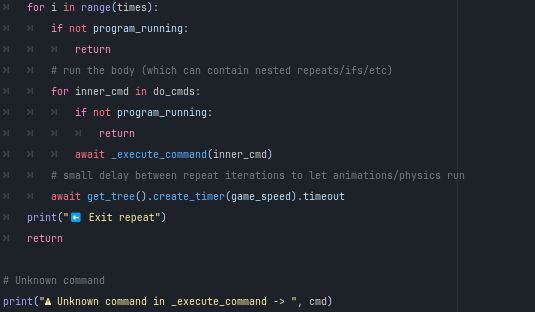 for i in range(times):
if not program_running:
return
# run the body (which can contain nested repeats/ifs/etc)
for inner_cmd in do_cmds:
if not program_running:
return
await _execute_command(inner_cmd)
# small delay between repeat iterations to let animations/physics run
await get_tree().create_timer(game_speed).timeout
print("⬅️ Exit repeat")
return
# Unknown command
print("⚠ Unknown command in _execute_command -> ", cmd)